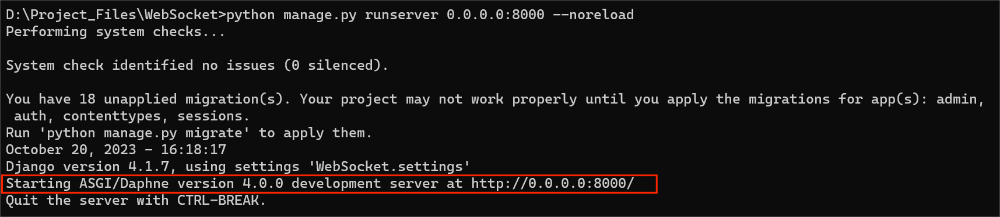 D:\Project_Files\WebSocket>python manage.py runserver 0.0.0.0:8000 --noreload
Performing system checks...
System check identified no issues (0 silenced).
You have 18 unapplied migration(s). Your project may not work properly until you apply the migrations for app(s): admin,
auth, contenttypes, sessions.
Run 'python manage.py migrate' to apply them.
October 20, 2023 - 16:18:17
Django version 4.1.7, using settings 'WebSocket.settings'
Starting ASGI/Daphne version 4.0.0 development server at http://0.0.0.0:8000/
Quit the server with CTRL-BREAK.